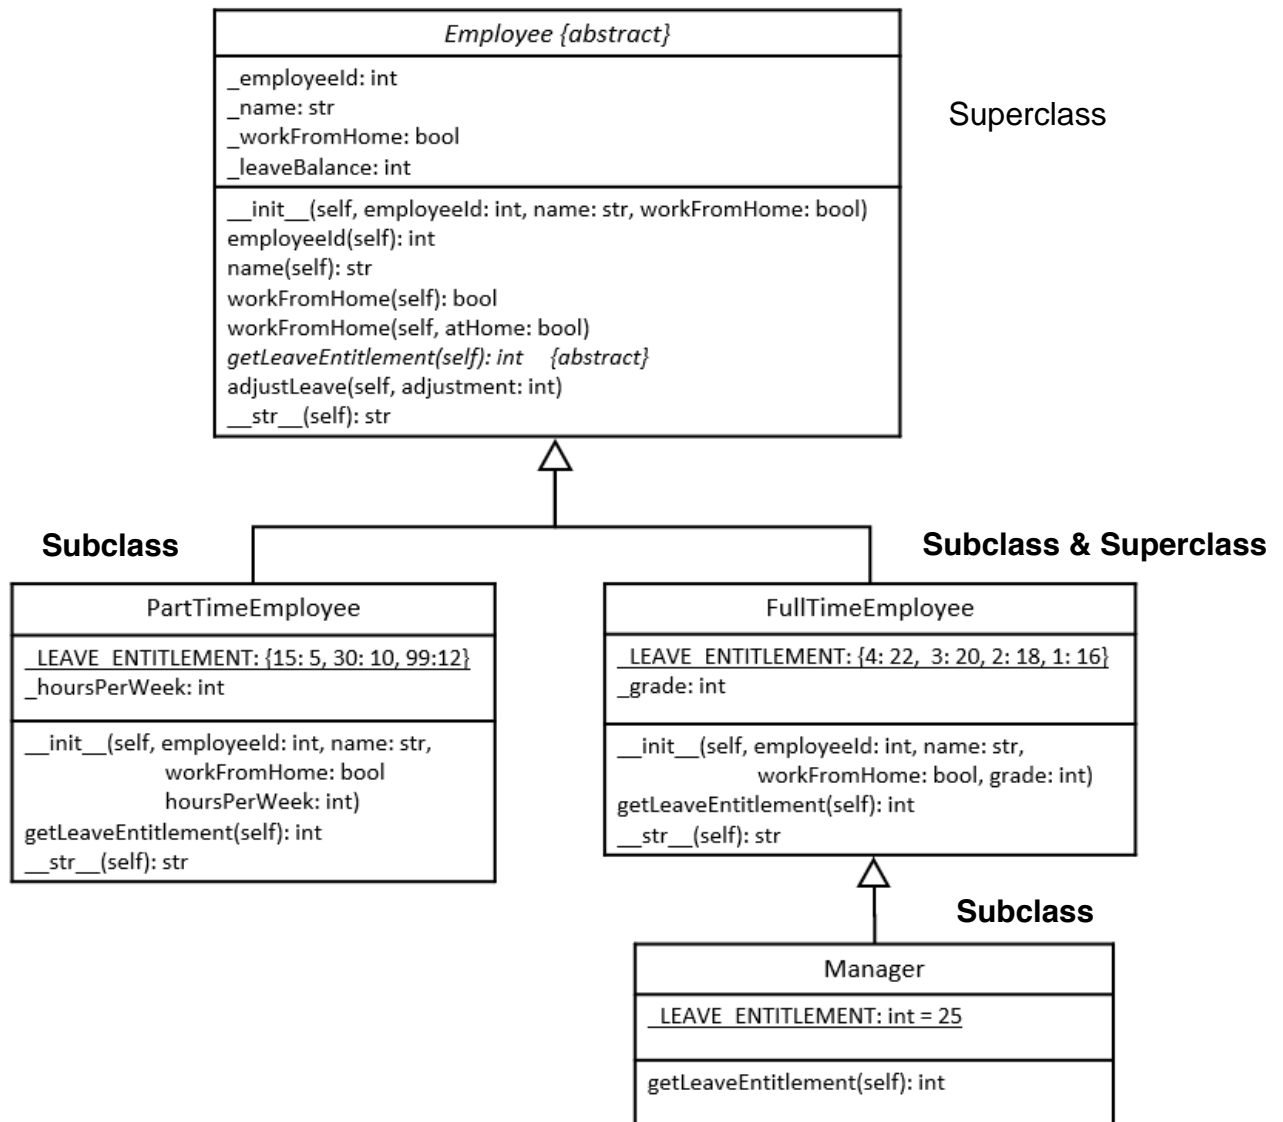 Employee {abstract}
_employeeId: int
_name: str
_workFromHome: bool
_leaveBalance: int
Superclass
__init__(self, employeeId: int, name: str, workFromHome: bool)
employeeId(self): int
name(self): str
workFromHome(self): bool
workFromHome(self, atHome: bool)
getLeaveEntitlement(self): int {abstract}
adjustLeave(self, adjustment: int)
__str__(self): str
Subclass
PartTimeEmployee
_LEAVE_ENTITLEMENT: {15: 5, 30: 10, 99:12}
_hoursPerWeek: int
__init__(self, employeeId: int, name: str,
workFromHome: bool
hoursPerWeek: int)
getLeaveEntitlement(self): int
__str__(self): str
Subclass & Superclass
FullTimeEmployee
_LEAVE_ENTITLEMENT: {4: 22, 3: 20, 2: 18, 1: 16}
_grade: int
__init__(self, employeeId: int, name: str,
workFromHome: bool, grade: int)
getLeaveEntitlement(self): int
__str__(self): str
Subclass
Manager
_LEAVE_ENTITLEMENT: int = 25
getLeaveEntitlement(self): int